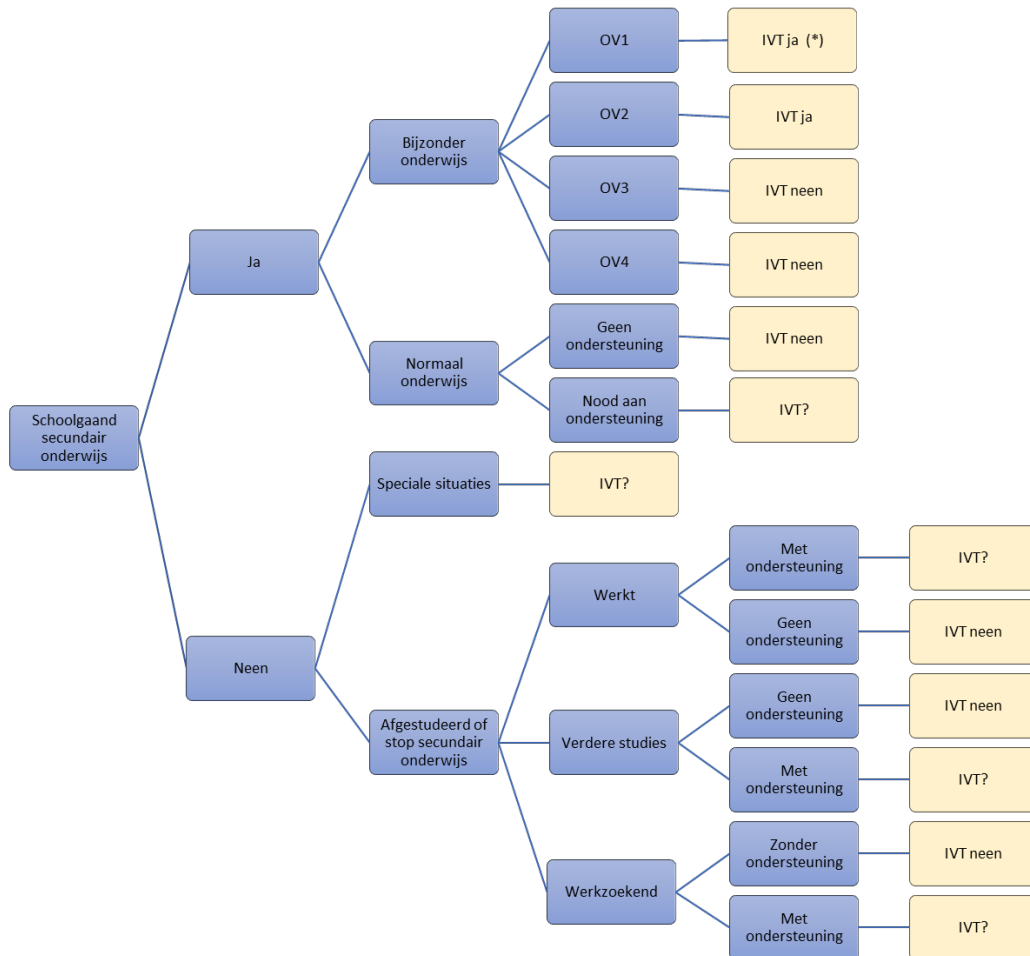 OV1
IVT ja (*)
OV2
IVT ja
Bijzonder
onderwijs
OV3
IVT neen
OV4
IVT neen
Ja
Geen
ondersteuning
IVT neen
Normaal
onderwijs
Nood aan
ondersteuning
IVT?
Schoolgaand
secundair
onderwijs
Speciale situaties
IVT?
Met
ondersteuning
IVT?
Werkt
Geen
ondersteuning
IVT neen
Neen
Geen
ondersteuning
IVT neen
Afgestudeerd of
stop secundair
onderwijs
Verdere studies
Met
ondersteuning
IVT?
Zonder
ondersteuning
IVT neen
Werkzoekend
Met
ondersteuning
IVT?